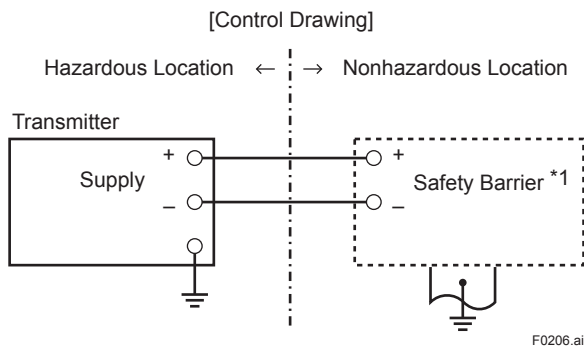 [Control Drawing]
Hazardous Location ← → Nonhazardous Location
Transmitter
+ +
Supply Safety Barrier *1
– –
F0206.ai